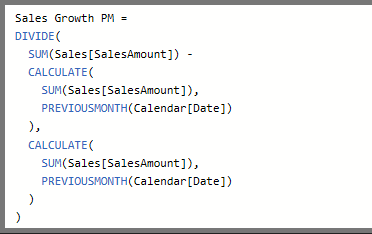 Sales Growth PM =
DIVIDE(
  SUM(Sales[SalesAmount]) -
  CALCULATE(
    SUM(Sales[SalesAmount]),
    PREVIOUSMONTH(Calendar[Date])
  ),
  CALCULATE(
    SUM(Sales[SalesAmount]),
    PREVIOUSMONTH(Calendar[Date])
  )
)